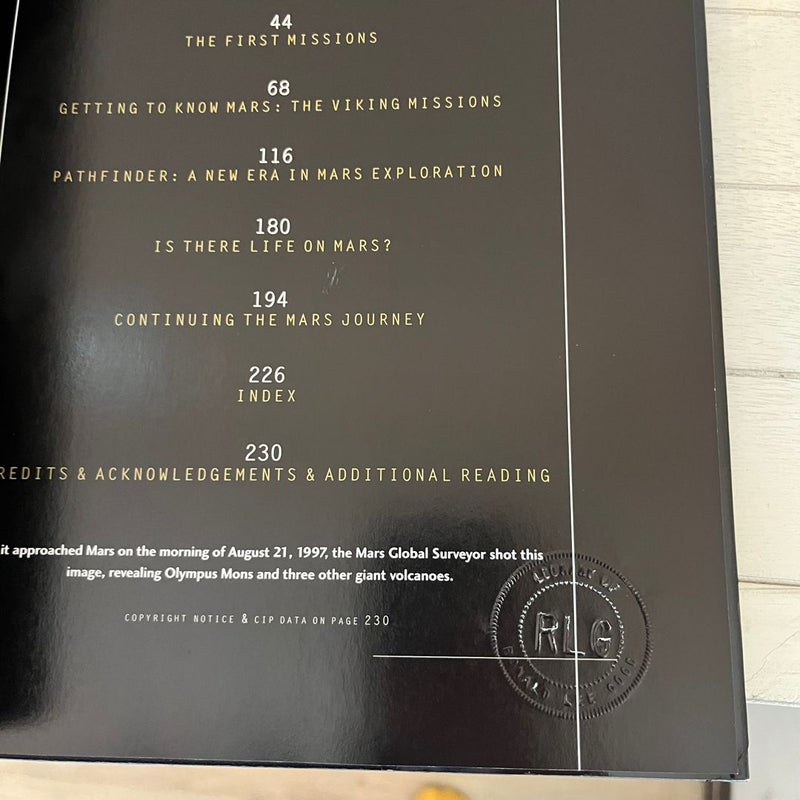 44
THE FIRST MISSIONS
68
GETTING TO KNOW MARS: THE VIKING MISSIONS
116
PATHFINDER: A NEW ERA IN MARS EXPLORATION
180
IS THERE LIFE ON MARS?
194
CONTINUING THE MARS JOURNEY
226
INDEX
230
REDITS & ACKNOWLEDGEMENTS & ADDITIONAL READING
it approached Mars on the morning of August 21, 1997, the Mars Global Surveyor shot this
image, revealing Olympus Mons and three other giant volcanoes.
COPYRIGHT NOTICE & CIP DATA ON PAGE 230
LIBRARY OF
RLG
LEE